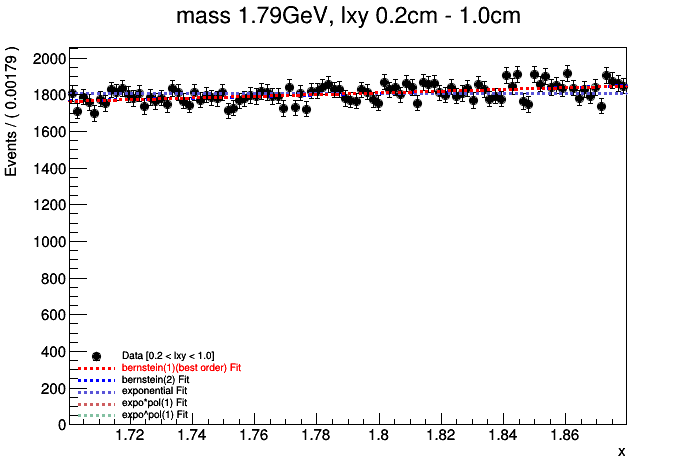 mass 1.79GeV, lxy 0.2cm - 1.0cm
Events / ( 0.00179 )
2000
1800
1600
1400
1200
1000
800
600
400
200
0
Data [0.2 < lxy < 1.0]
bernstein(1)(best order) Fit
bernstein(2) Fit
exponential Fit
expo*pol(1) Fit
expo^pol(1) Fit
1.72 1.74 1.76 1.78 1.8 1.82 1.84 1.86
x